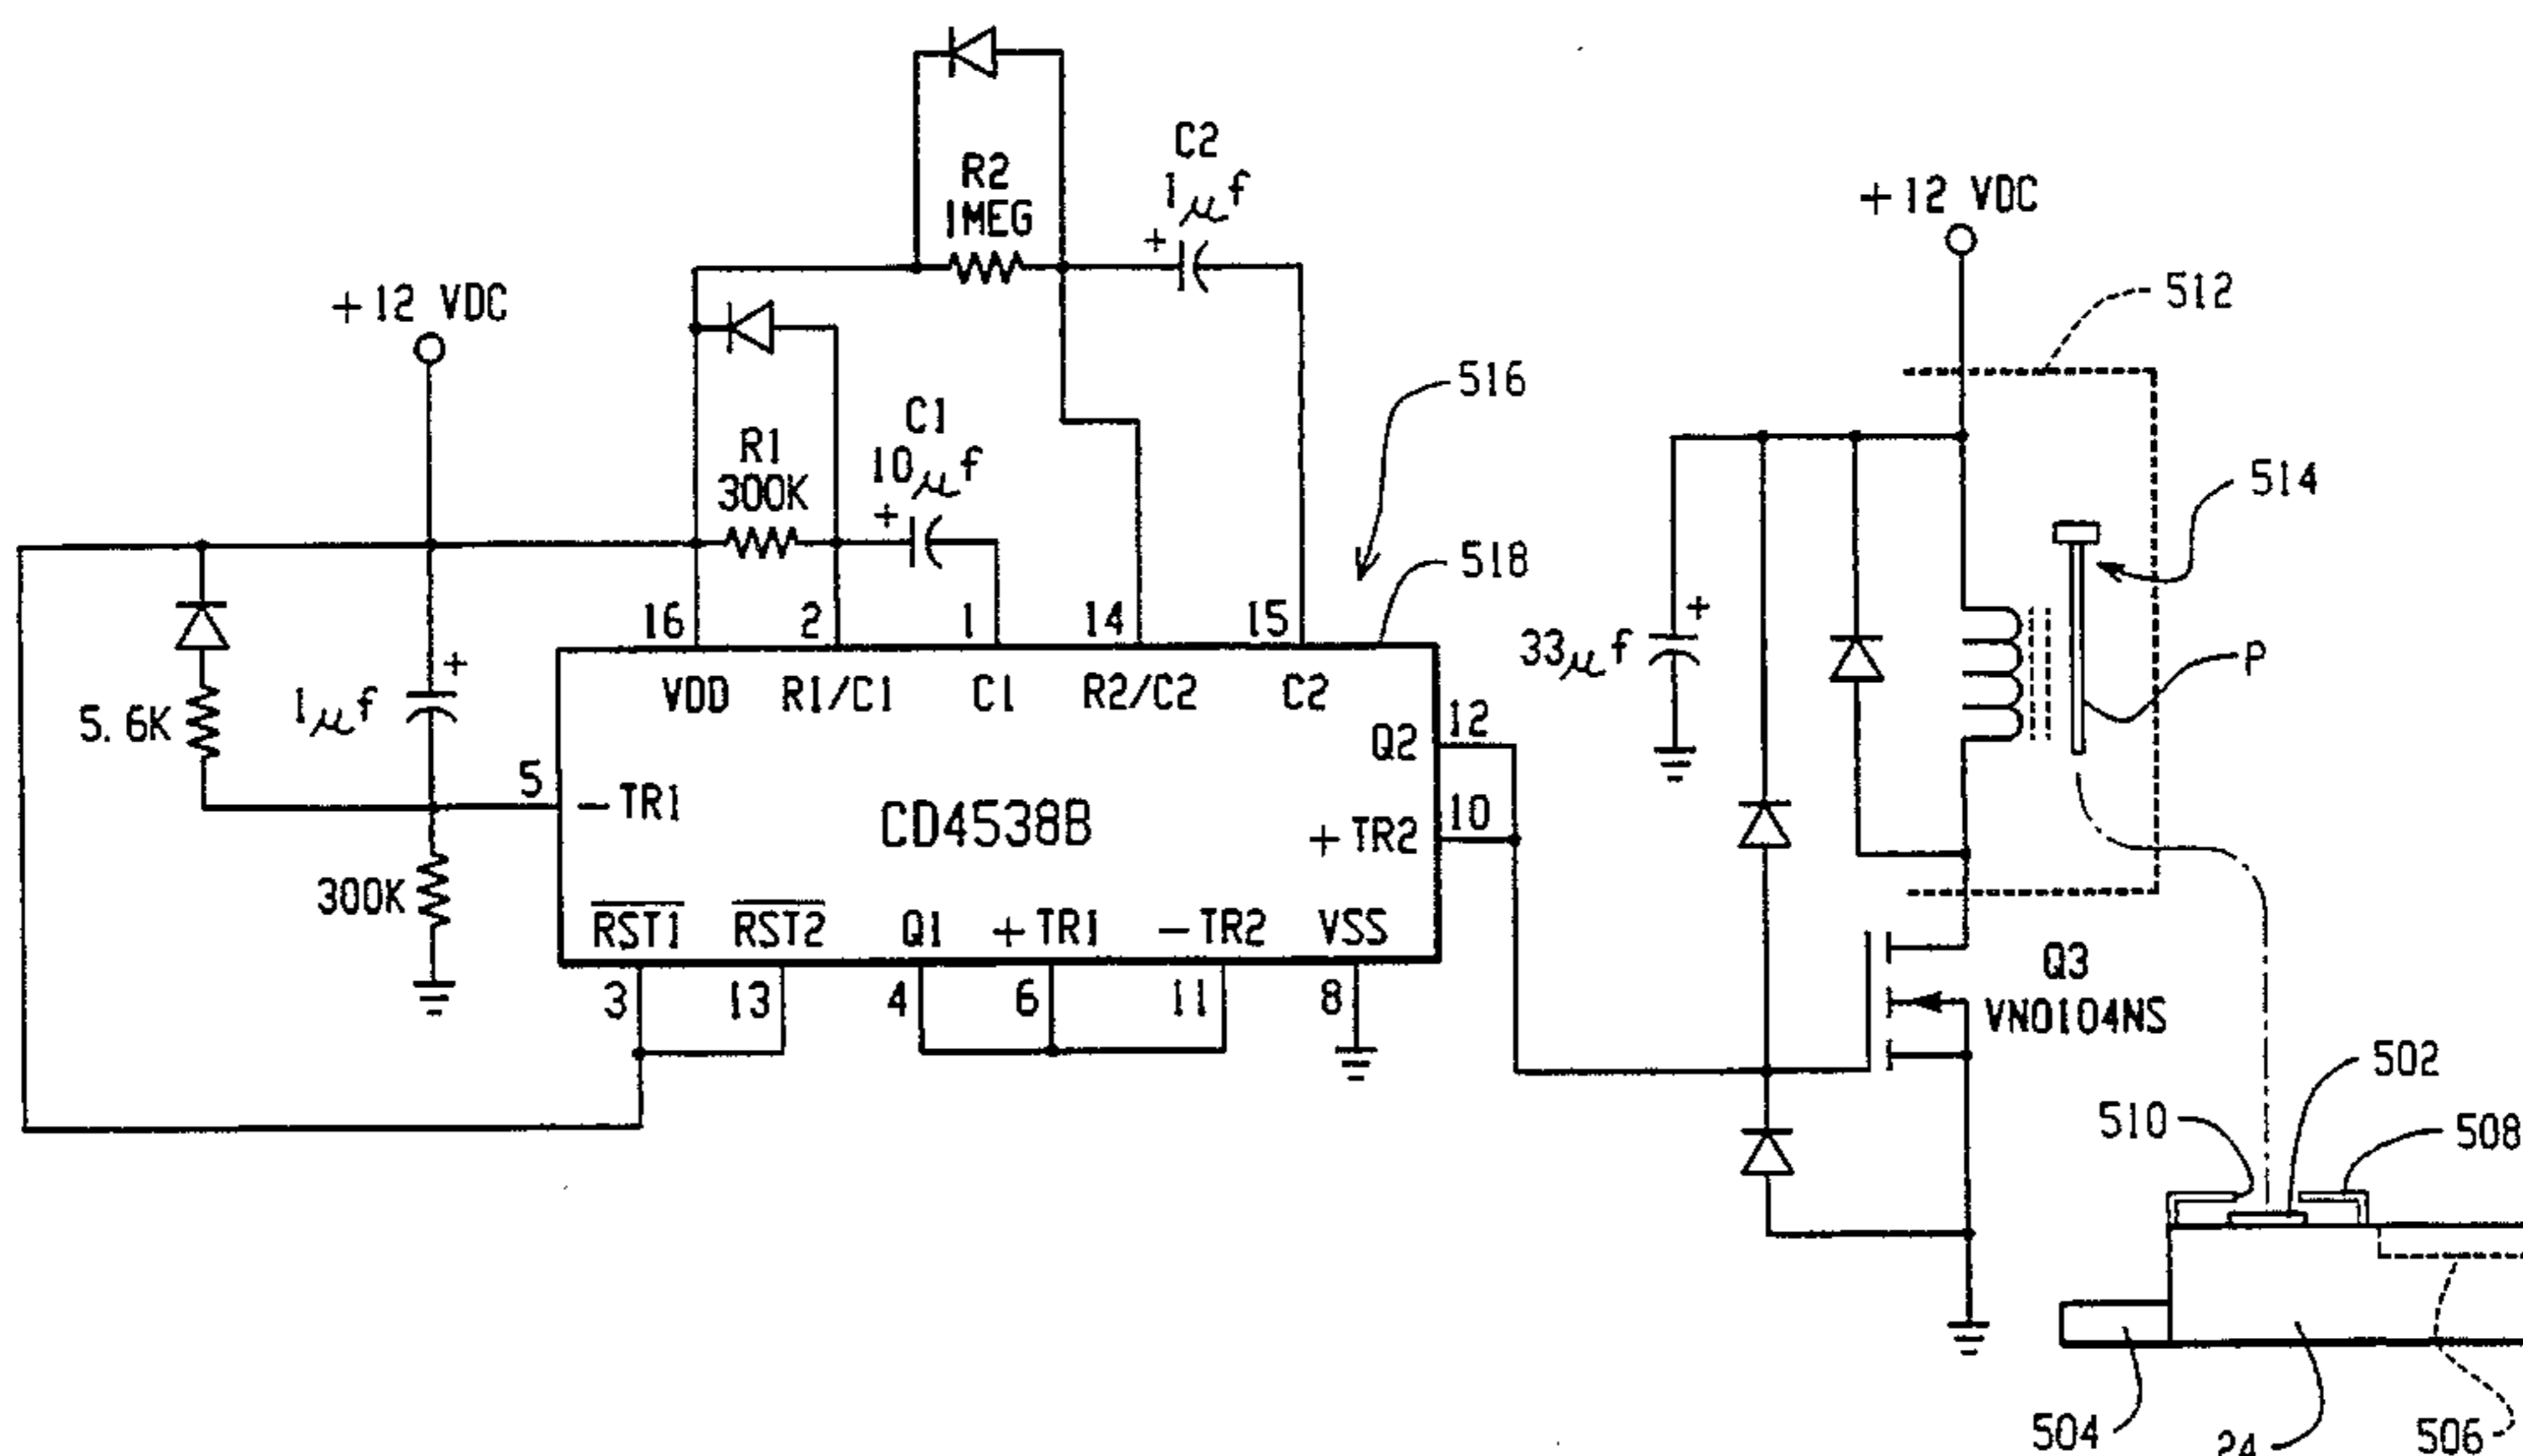 C2
1μf
R2
1MEG
+12 VDC
512
+12 VDC
516
C1
10μf
R1
300K
514
518
16
2
1
14
15
+
+
+
+
33μf
P
5.6K
1μf
VDD
R1/C1
C1
R2/C2
C2
12
Q2
5
- TR1
CD4538B
10
+ TR2
300K
RST1
RST2
Q1
+ TR1
- TR2
VSS
3
13
4
6
11
8
Q3
VN0104NS
502
510
508
504
24
506